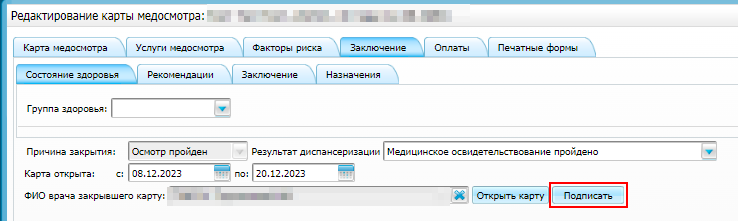 Редактирование карты медосмотра:
Карта медосмотра Услуги медосмотра Факторы риска Заключение Оплаты Печатные формы
Состояние здоровья Рекомендации Заключение Назначения
Группа здоровья:
Причина закрытия: Осмотр пройден Результат диспансеризации Медицинское освидетельствование пройдено
Карта открыта: с: 08.12.2023 по: 20.12.2023
ФИО врача закрывшего карту: Открыть карту Подписать